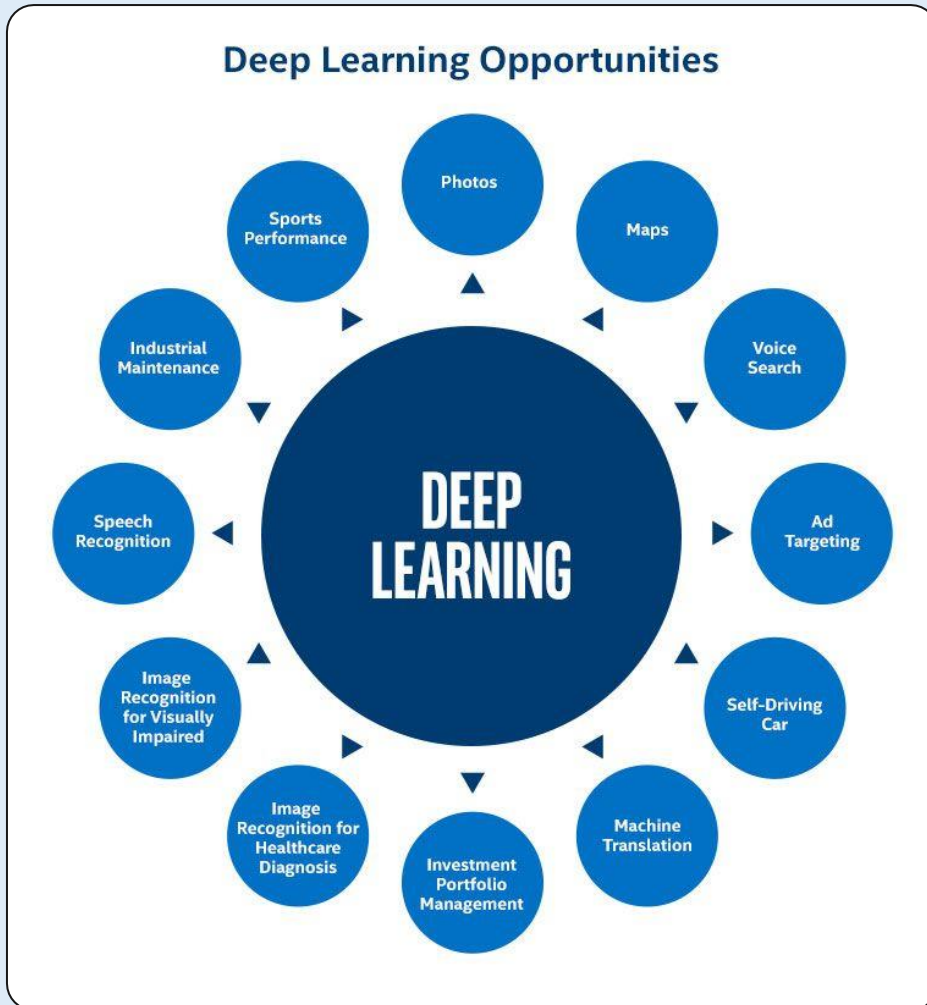 Deep Learning Opportunities
Photos
Maps
Voice
Search
Ad
Targeting
Self-Driving
Car
Machine
Translation
Investment
Portfolio
Management
Image
Recognition for
Healthcare
Diagnosis
Image
Recognition
for Visually
Impaired
Speech
Recognition
Industrial
Maintenance
Sports
Performance
DEEP
LEARNING